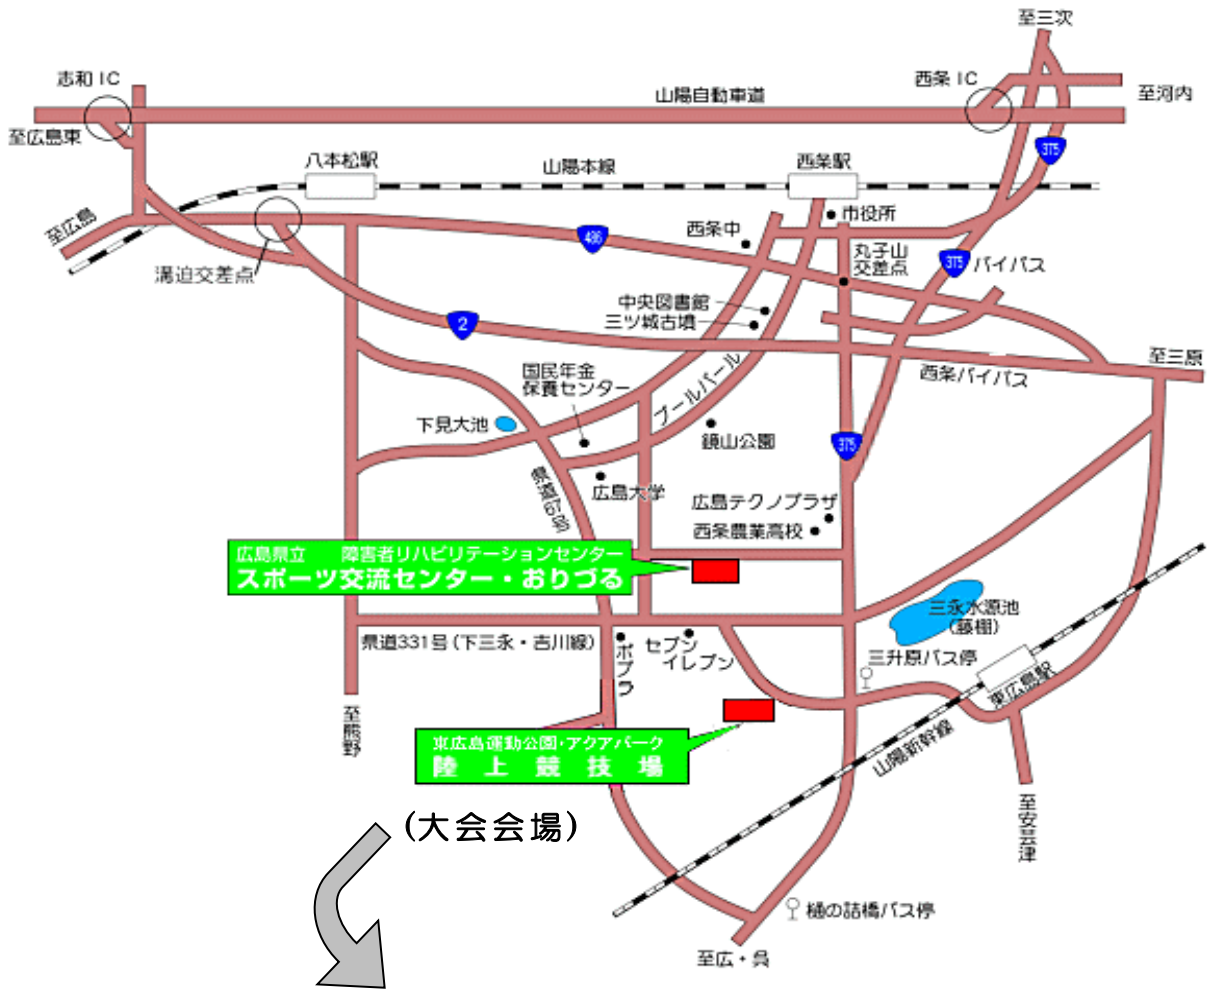 至三次
志和IC
西条IC
山陽自動車道
至河内
至広島東
375
八本松駅
山陽本線
西条駅
至広島
市役所
西条中
486
丸子山
交差点
375
バイパス
溝迫交差点
中央図書館
三ツ城古墳
2
至三原
国民年金
保養センター
ブールバール
西条バイパス
下見大池
鏡山公園
375
広島大学
広島テクノプラザ
西条農業高校
広島県立 障害者リハビリテーションセンター
スポーツ交流センター・おりづる
三永水源池
(藤棚)
県道331号(下三永・吉川線)
ポプラ
セブン
イレブン
三升原バス停
東広島駅
至熊野
東広島運動公園・アクアパーク
陸上競技場
山陽新幹線
至安芸津
(大会会場)
樋の詰橋バス停
至広・呉